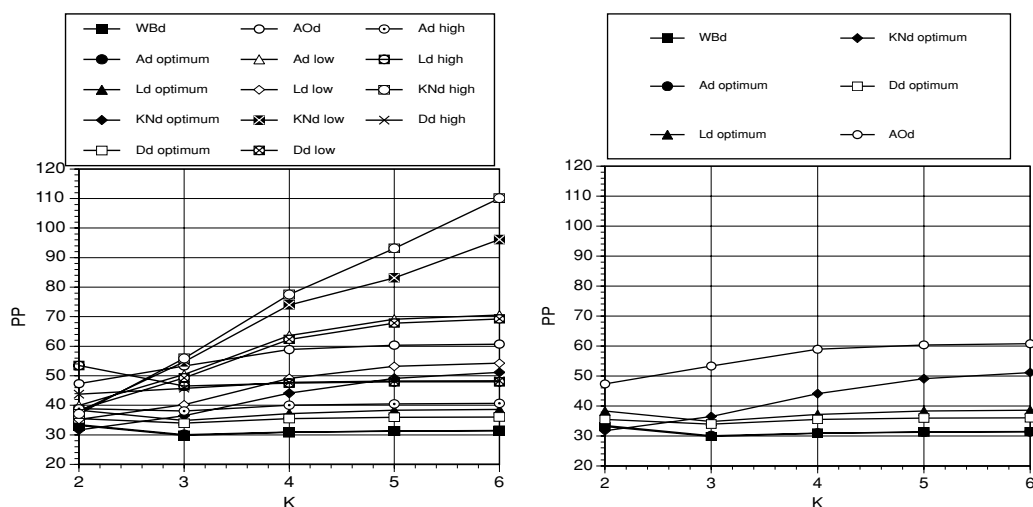 WBd AOd Ad high
Ad optimum Ad low Ld high
Ld optimum Ld low KNd high
KNd optimum KNd low Dd high
Dd optimum Dd low
120
110
100
90
80
70
60
50
40
30
20
PP
2 3 4 5 6
K
WBd KNd optimum
Ad optimum Dd optimum
Ld optimum AOd
120
110
100
90
80
70
60
50
40
30
20
PP
2 3 4 5 6
K